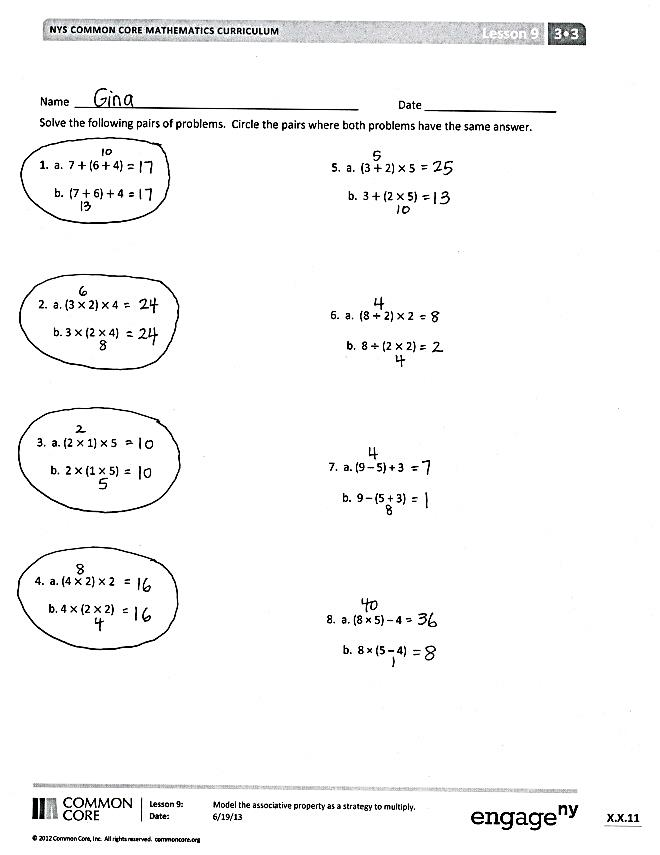 NYS COMMON CORE MATHEMATICS CURRICULUM Lesson 9 3•3
Name Gina Date
Solve the following pairs of problems. Circle the pairs where both problems have the same answer.
10
1. a. 7 + (6 + 4) = 17
b. (7 + 6) + 4 = 17
13
6
2. a. (3 × 2) × 4 = 24
b. 3 × (2 × 4) = 24
8
2
3. a. (2 × 1) × 5 = 10
b. 2 × (1 × 5) = 10
5
8
4. a. (4 × 2) × 2 = 16
b. 4 × (2 × 2) = 16
4
5
5. a. (3 + 2) × 5 = 25
b. 3 + (2 × 5) = 13
10
4
6. a. (8 ÷ 2) × 2 = 8
b. 8 ÷ (2 × 2) = 2
4
4
7. a. (9 – 5) + 3 = 7
b. 9 – (5 + 3) = 1
8
40
8. a. (8 × 5) – 4 = 36
b. 8 × (5 – 4) = 8
1
COMMON CORE
Lesson 9: Model the associative property as a strategy to multiply.
Date: 6/19/13
engage ny
X.X.11
© 2012 Common Core, Inc. All rights reserved. commoncore.org